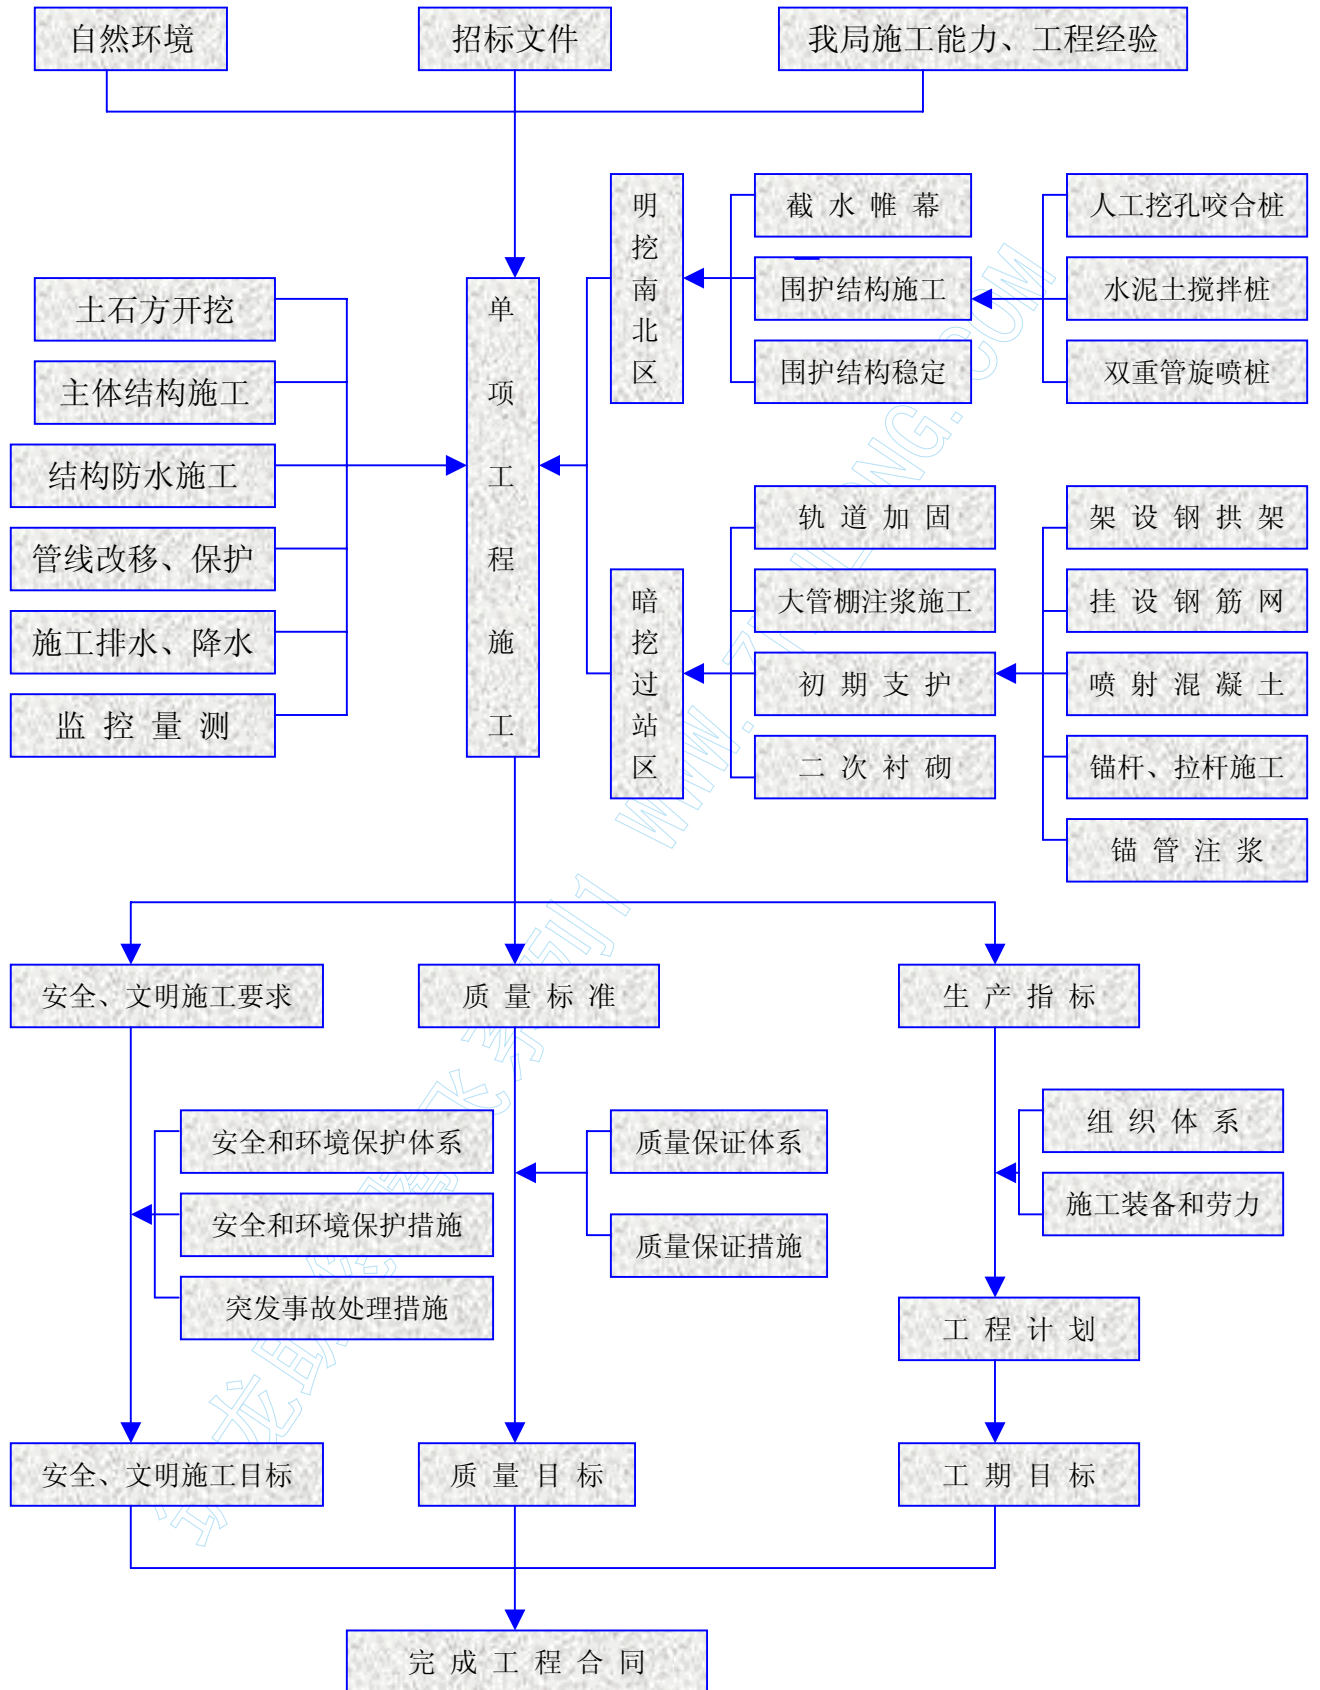 自然环境
招标文件
我局施工能力、工程经验
明挖南北区
截水帷幕
围护结构施工
围护结构稳定
人工挖孔咬合桩
水泥土搅拌桩
双重管旋喷桩
土石方开挖
主体结构施工
结构防水施工
管线改移、保护
施工排水、降水
监控量测
单项工程施工
暗挖过站区
轨道加固
大管棚注浆施工
初期支护
二次衬砌
架设钢拱架
挂设钢筋网
喷射混凝土
锚杆、拉杆施工
锚管注浆
安全、文明施工要求
质量标准
生产指标
安全和环境保护体系
安全和环境保护措施
突发事故处理措施
质量保证体系
质量保证措施
组织体系
施工装备和劳力
工程计划
安全、文明施工目标
质量目标
工期目标
完成工程合同